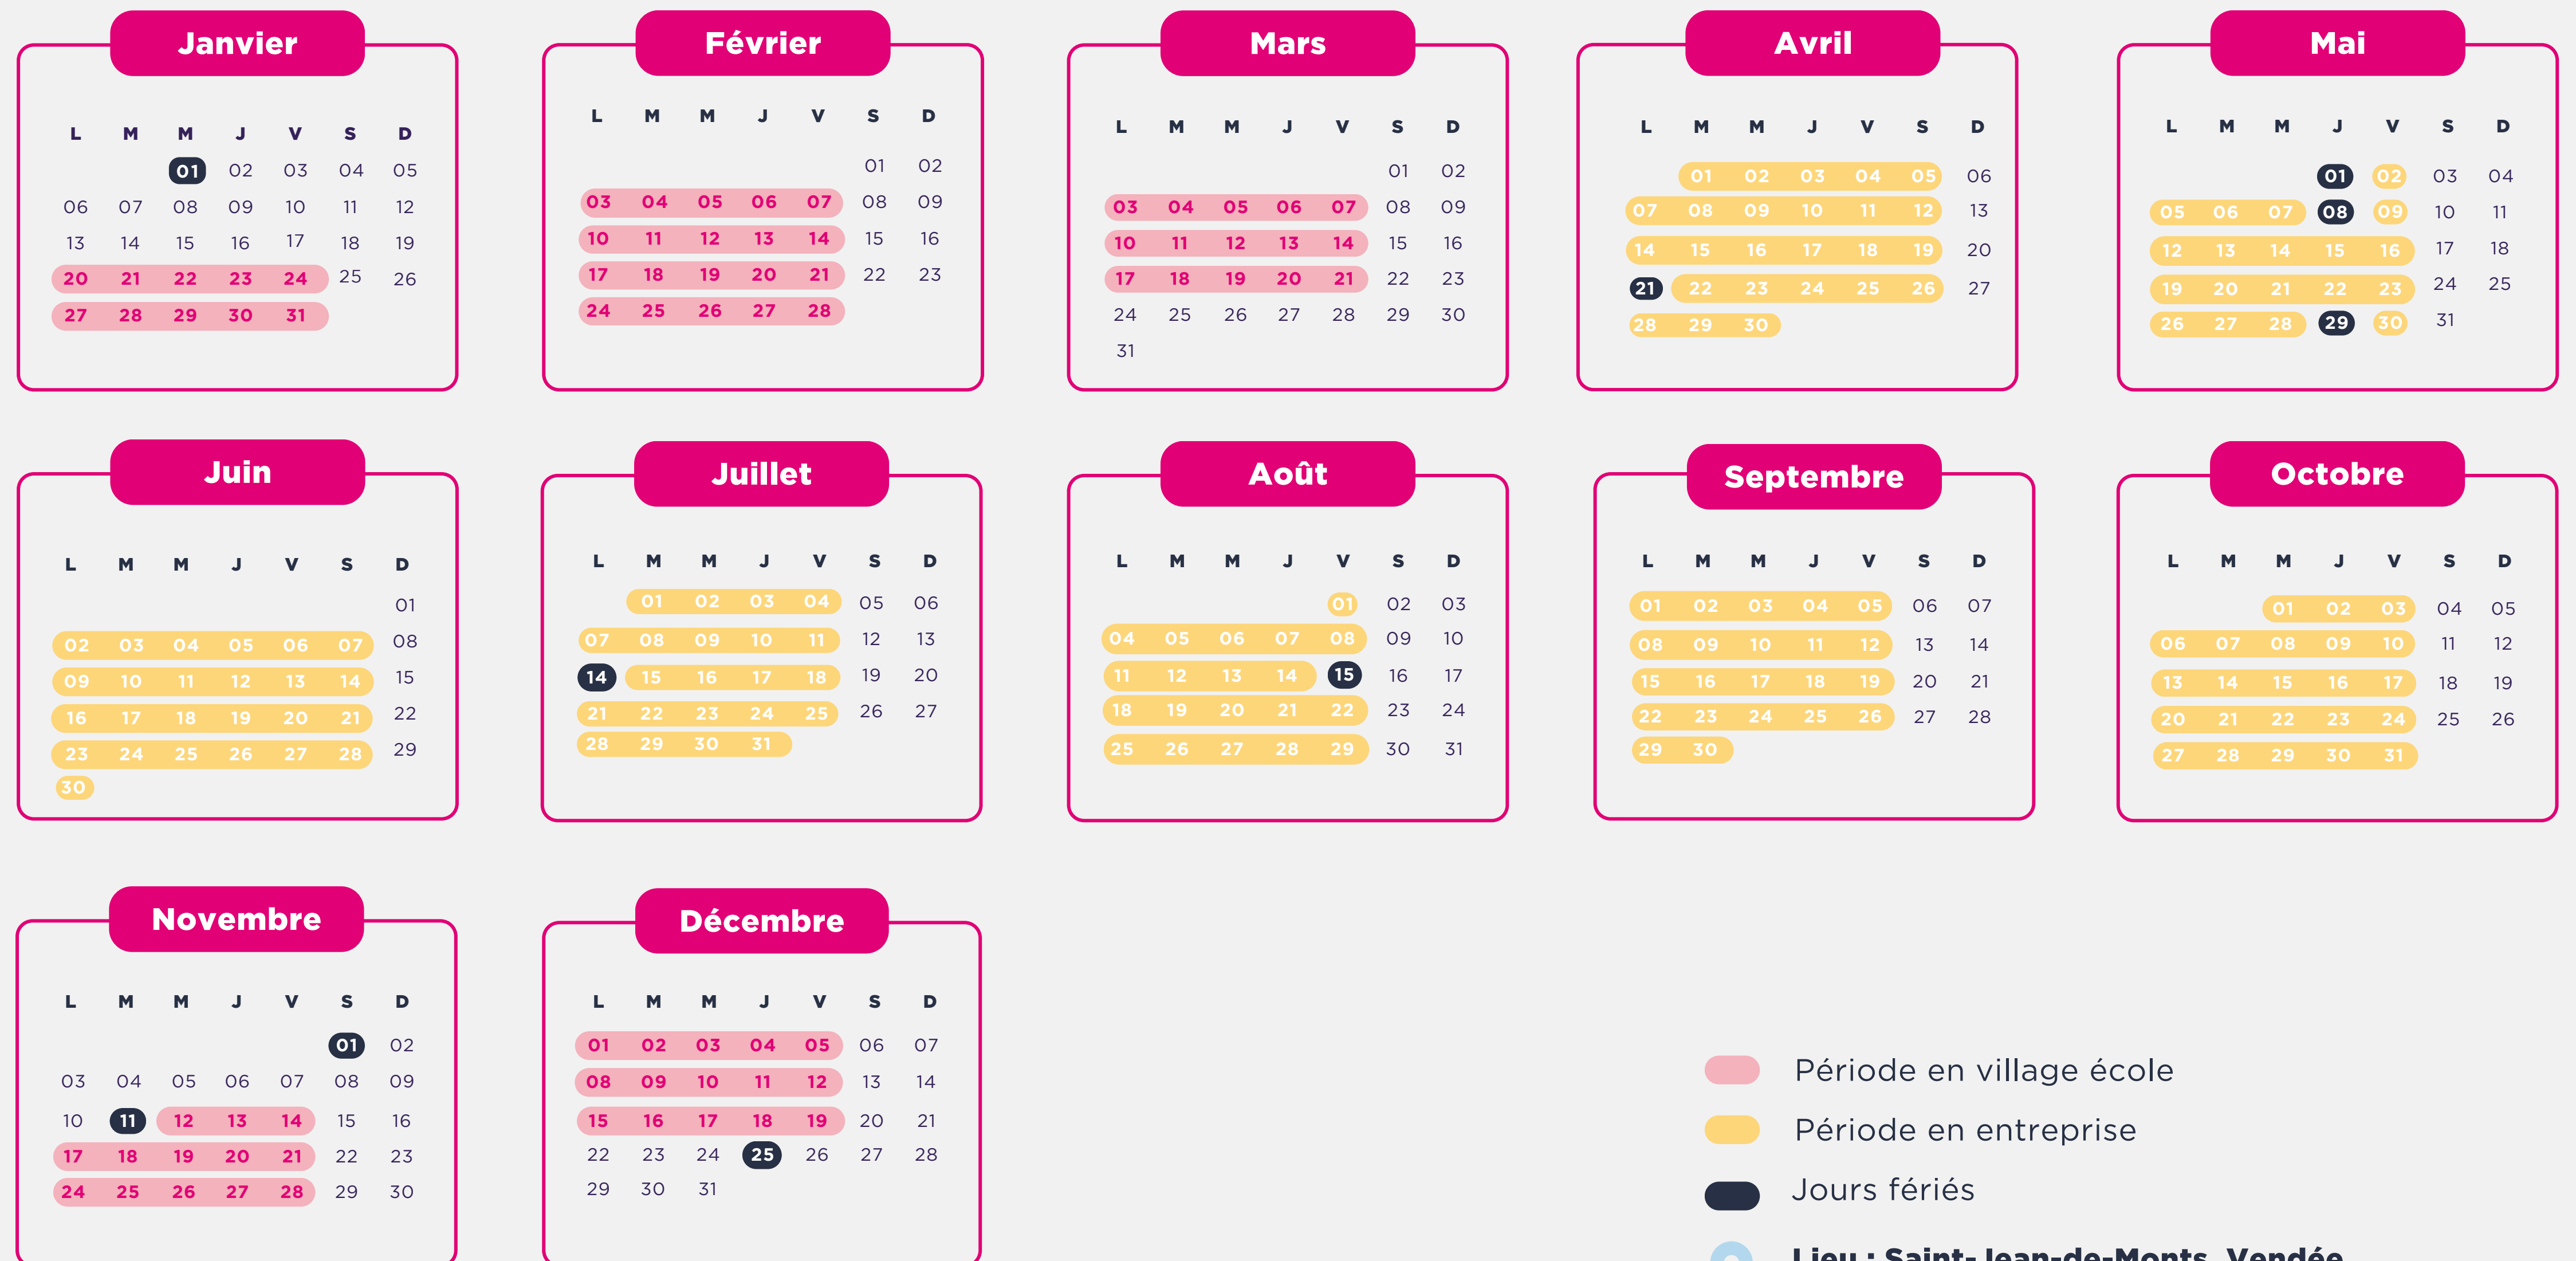 Janvier
L M M J V S D
01 02 03 04 05
06 07 08 09 10 11 12
13 14 15 16 17 18 19
20 21 22 23 24 25 26
27 28 29 30 31
Février
L M M J V S D
01 02
03 04 05 06 07 08 09
10 11 12 13 14 15 16
17 18 19 20 21 22 23
24 25 26 27 28
Mars
L M M J V S D
01 02
03 04 05 06 07 08 09
10 11 12 13 14 15 16
17 18 19 20 21 22 23
24 25 26 27 28 29 30
31
Avril
L M M J V S D
01 02 03 04 05 06
07 08 09 10 11 12 13
14 15 16 17 18 19 20
21 22 23 24 25 26 27
28 29 30
Mai
L M M J V S D
01 02 03 04
05 06 07 08 09 10 11
12 13 14 15 16 17 18
19 20 21 22 23 24 25
26 27 28 29 30 31
Juin
L M M J V S D
01
02 03 04 05 06 07 08
09 10 11 12 13 14 15
16 17 18 19 20 21 22
23 24 25 26 27 28 29
30
Juillet
L M M J V S D
01 02 03 04 05 06
07 08 09 10 11 12 13
14 15 16 17 18 19 20
21 22 23 24 25 26 27
28 29 30 31
Août
L M M J V S D
01 02 03
04 05 06 07 08 09 10
11 12 13 14 15 16 17
18 19 20 21 22 23 24
25 26 27 28 29 30 31
Septembre
L M M J V S D
01 02 03 04 05 06 07
08 09 10 11 12 13 14
15 16 17 18 19 20 21
22 23 24 25 26 27 28
29 30
Octobre
L M M J V S D
01 02 03 04 05
06 07 08 09 10 11 12
13 14 15 16 17 18 19
20 21 22 23 24 25 26
27 28 29 30 31
Novembre
L M M J V S D
01 02
03 04 05 06 07 08 09
10 11 12 13 14 15 16
17 18 19 20 21 22 23
24 25 26 27 28 29 30
Décembre
L M M J V S D
01 02 03 04 05 06 07
08 09 10 11 12 13 14
15 16 17 18 19 20 21
22 23 24 25 26 27 28
29 30 31
Période en village école
Période en entreprise
Jours fériés
Lieu : Saint-Jean-de-Monts, Vendée